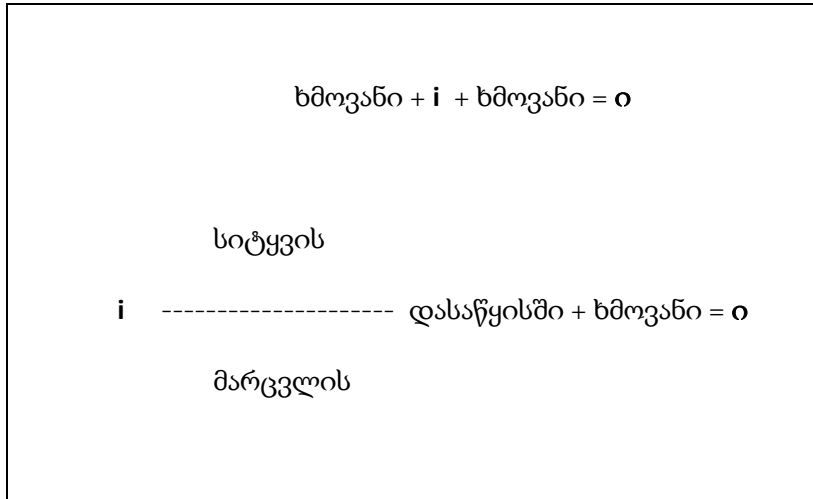 ხმოვანი + i + ხმოვანი = ი
სიტყვის
i --------------------- დასაწყისში + ხმოვანი = ი
მარცვლის